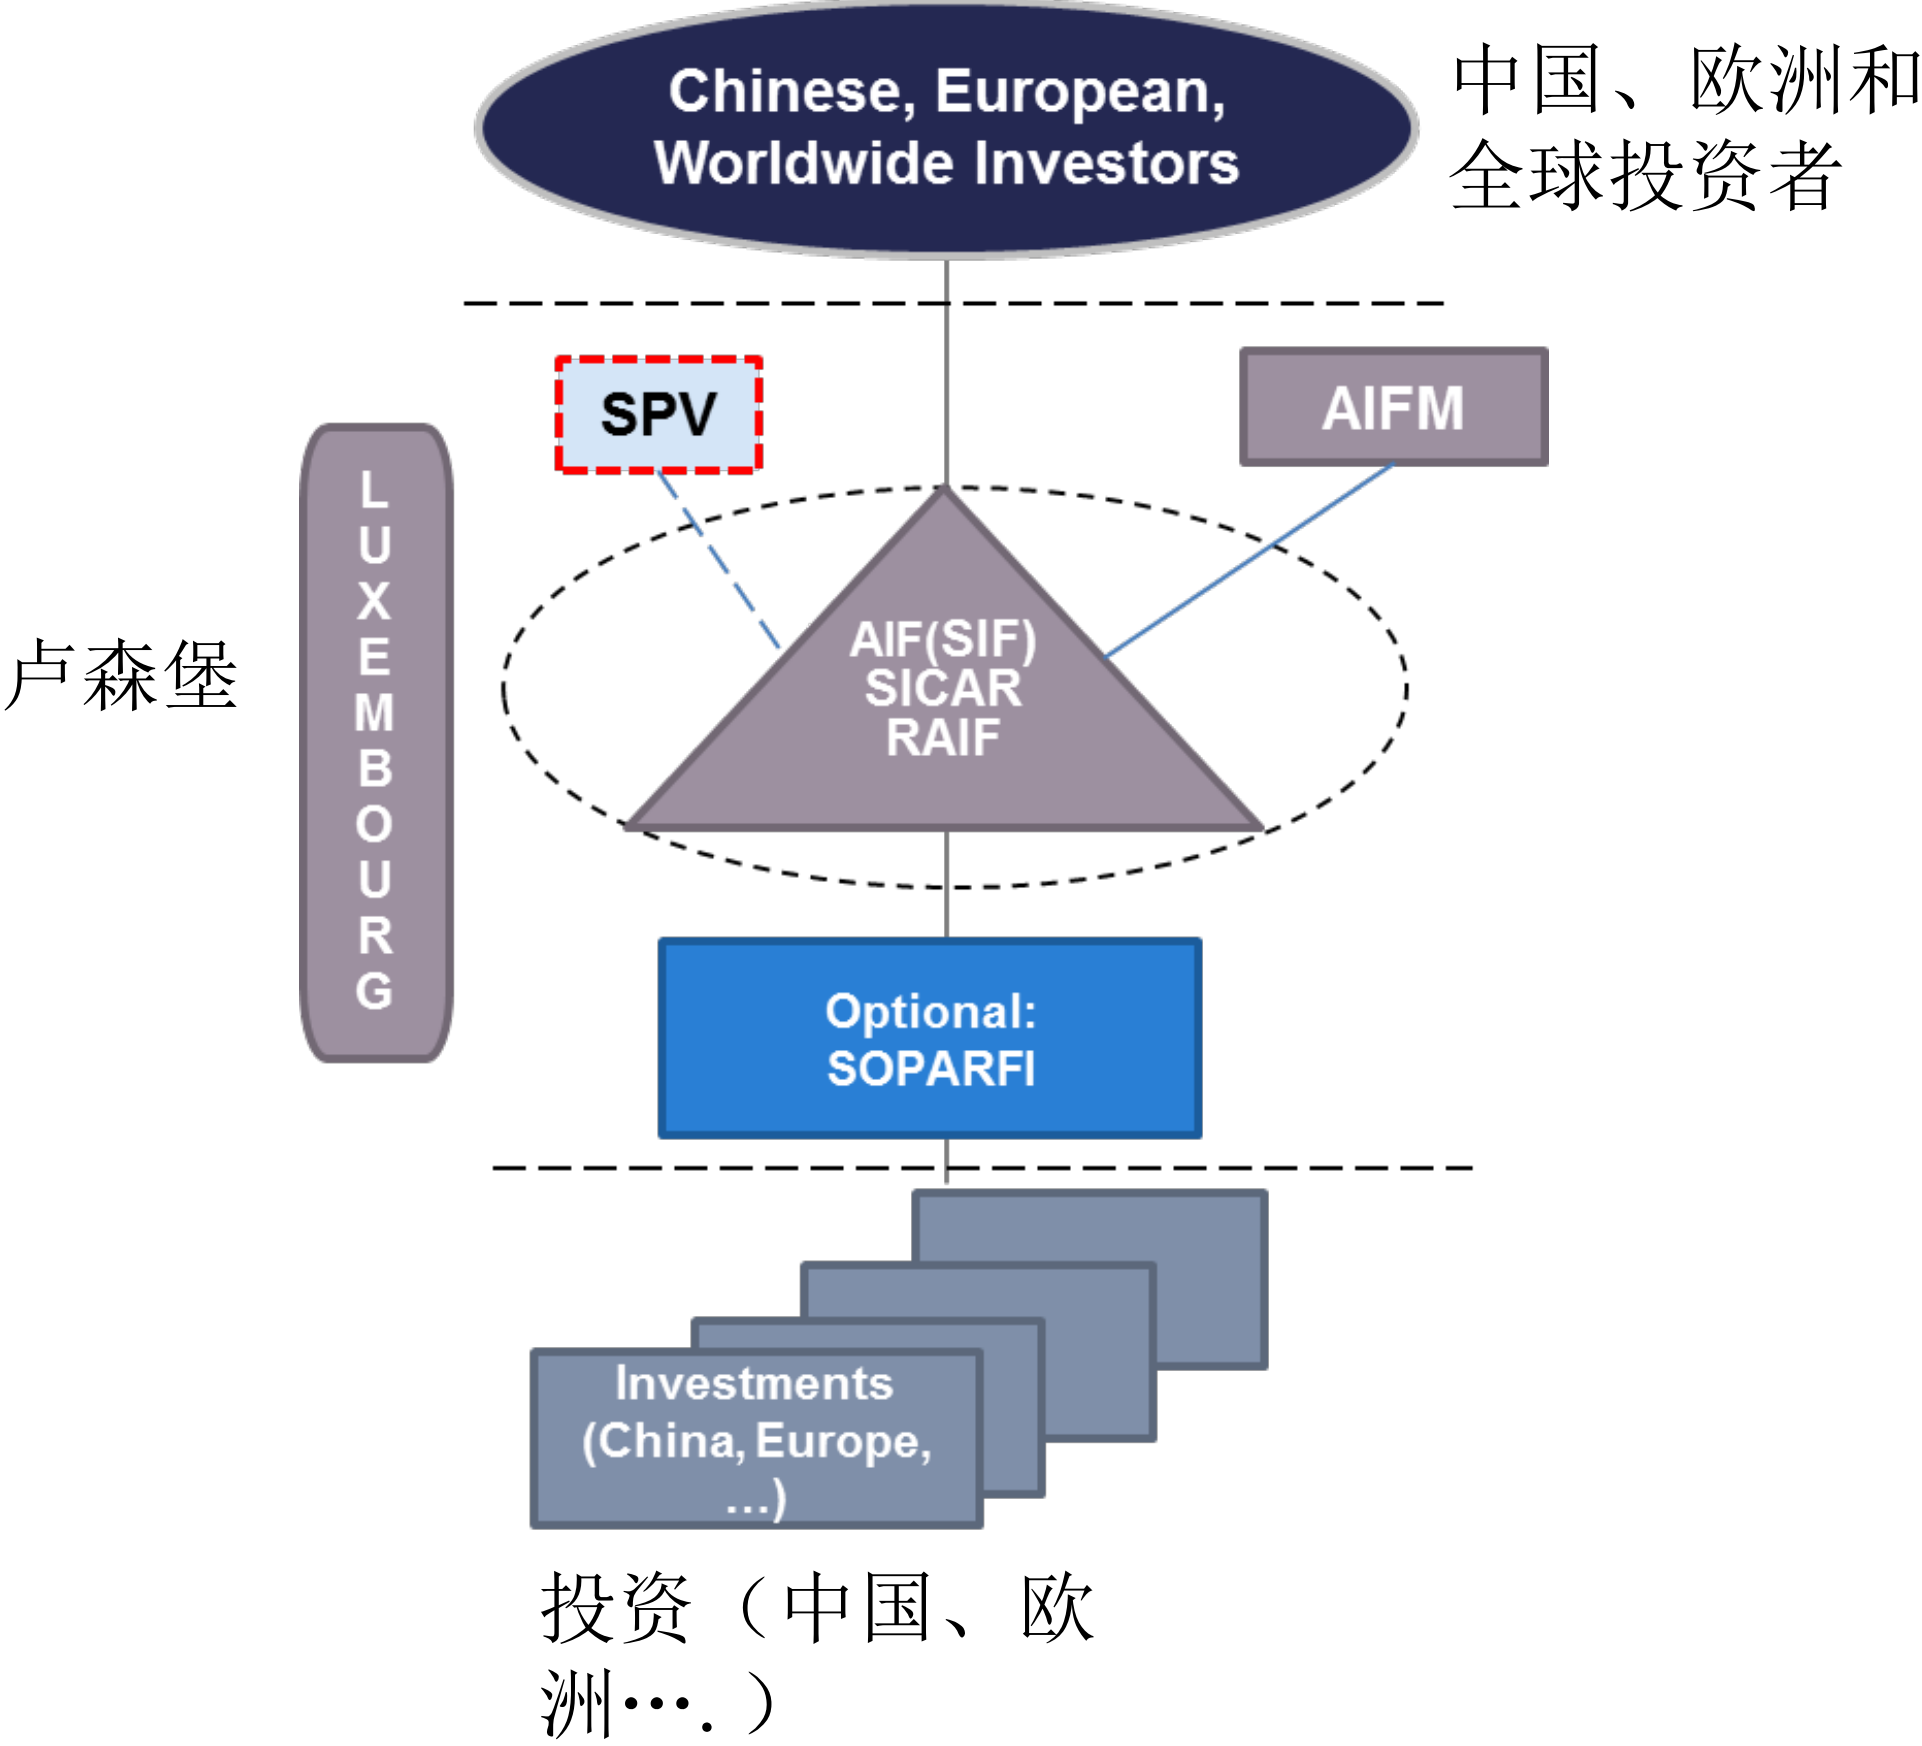 Chinese, European,
Worldwide Investors
中国、欧洲和
全球投资者
SPV
AIFM
卢森堡
L
U
X
E
M
B
O
U
R
G
AIF(SIF)
SICAR
RAIF
Optional:
SOPARFI
Investments
(China, Europe,
…)
投资（中国、欧
洲….）